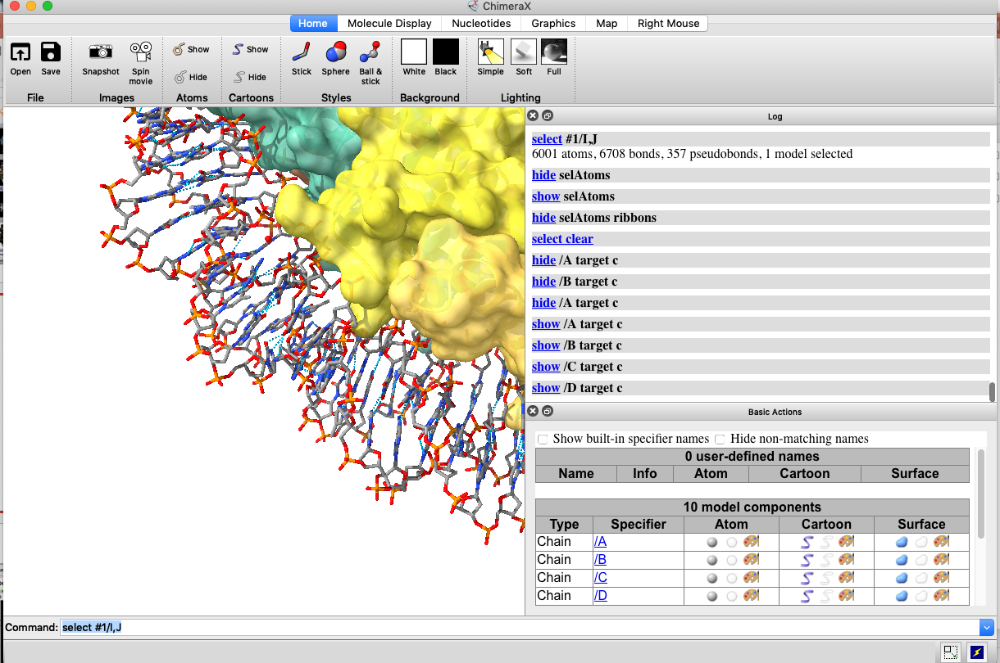 ChimeraX
Home Molecule Display Nucleotides Graphics Map Right Mouse
Open Save Snapshot Spin movie Show Hide Show Hide Stick Sphere Ball & stick White Black Simple Soft Full
File Images Atoms Cartoons Styles Background Lighting
Log
select #1/I,J
6001 atoms, 6708 bonds, 357 pseudobonds, 1 model selected
hide selAtoms
show selAtoms
hide selAtoms ribbons
select clear
hide /A target c
hide /B target c
hide /A target c
show /A target c
show /B target c
show /C target c
show /D target c
Basic Actions
Show built-in specifier names Hide non-matching names
0 user-defined names
Name Info Atom Cartoon Surface
10 model components
Type Specifier Atom Cartoon Surface
Chain /A
Chain /B
Chain /C
Chain /D
Command: select #1/I,J